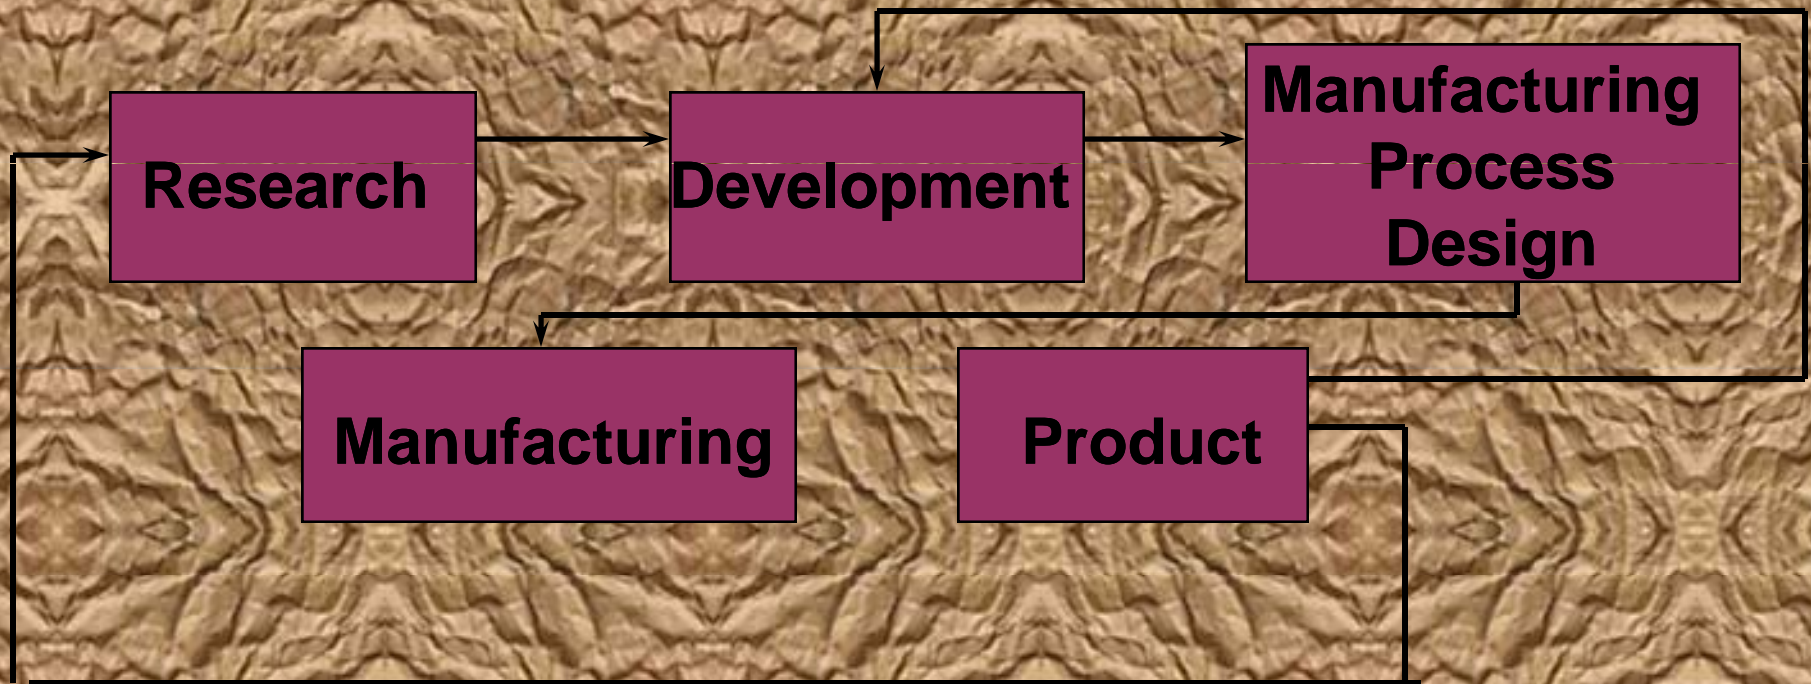 Research
Development
Manufacturing
Process
Design
Manufacturing
Product